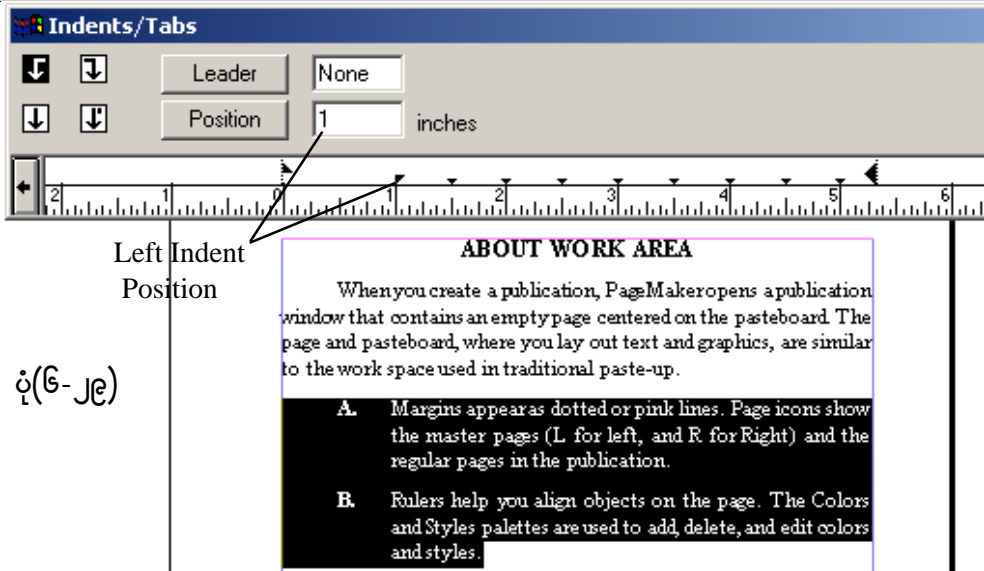 Indents/Tabs
Leader None
Position 1 inches
2 1 0 1 2 3 4 5 6
Left Indent
Position
ABOUT WORK AREA
When you create a publication, PageMaker opens a publication
window that contains an empty page centered on the pasteboard. The
page and pasteboard, where you lay out text and graphics, are similar
to the work space used in traditional paste-up.
ပုံ(၆-၂၉)
A. Margins appear as dotted or pink lines. Page icons show
the master pages (L for left, and R for Right) and the
regular pages in the publication.
B. Rulers help you align objects on the page. The Colors
and Styles palettes are used to add, delete, and edit colors
and styles.